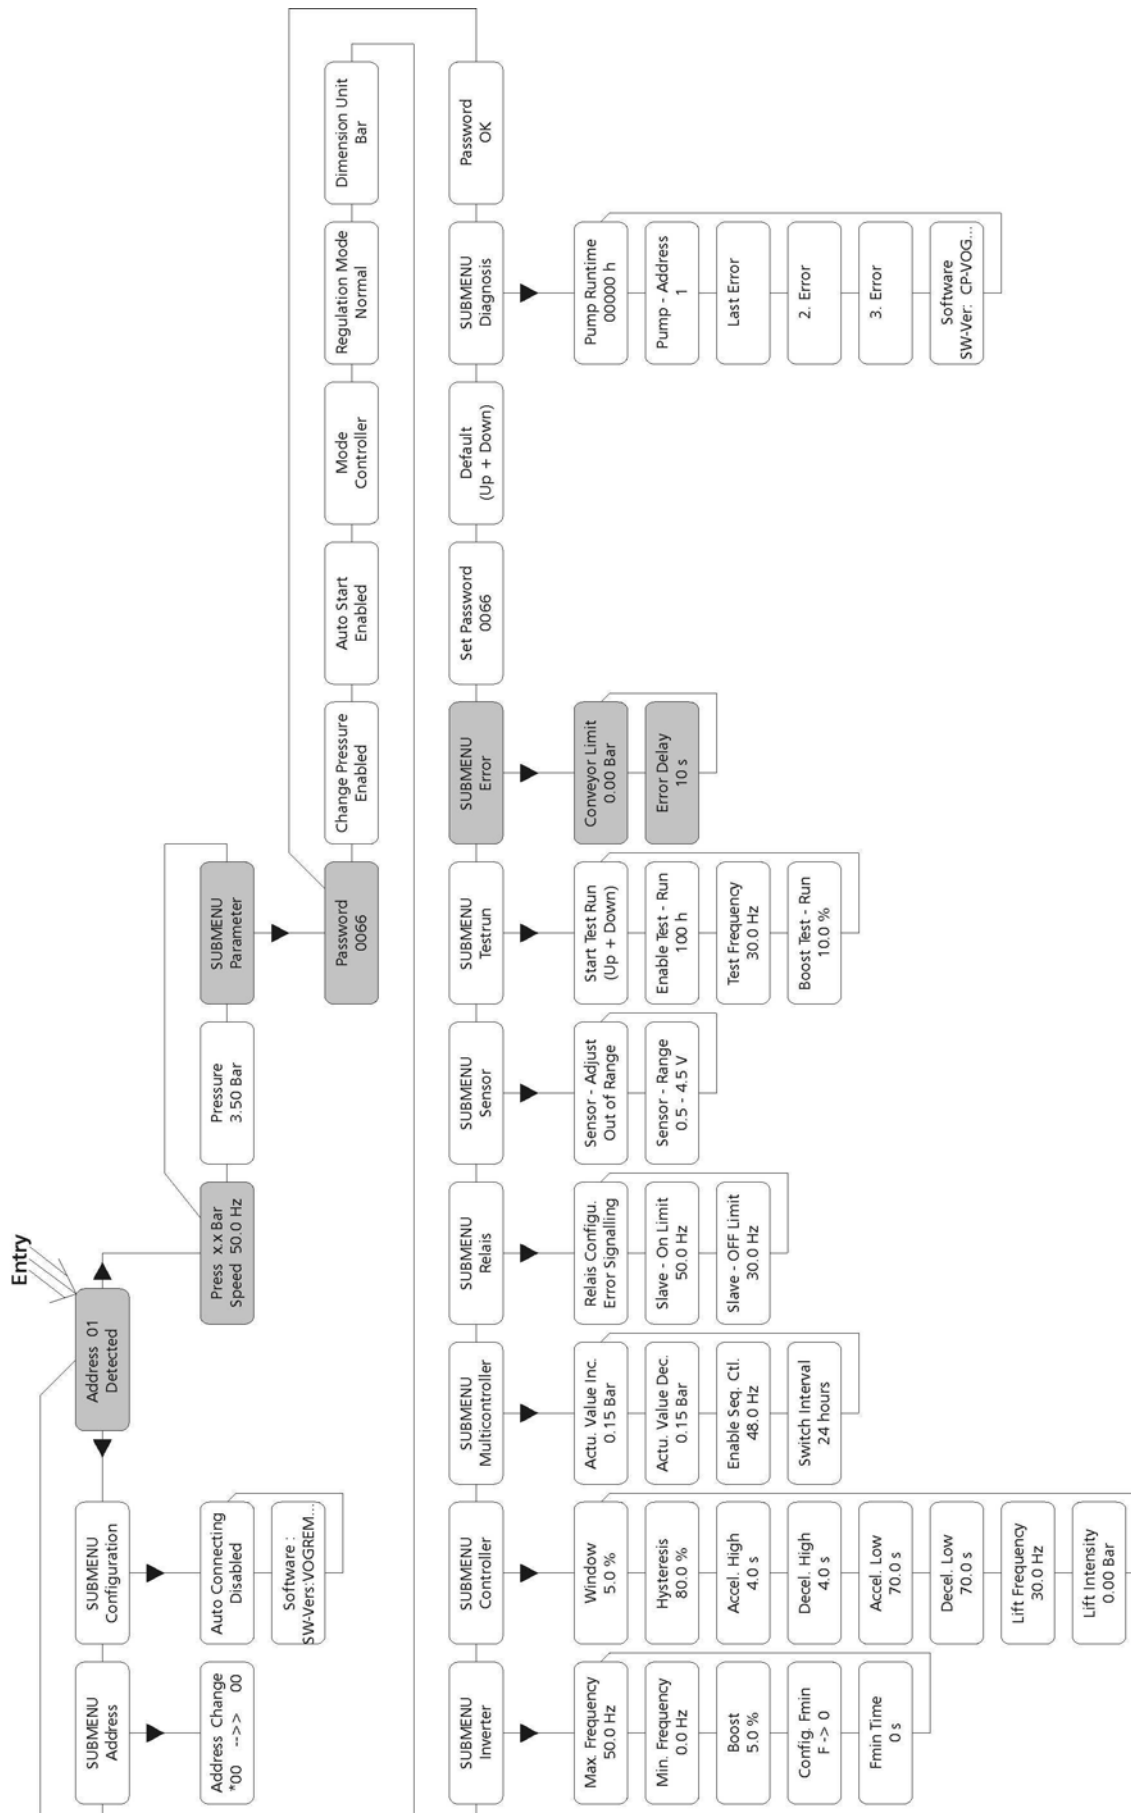 Entry
SUBMENU
Address
SUBMENU
Configuration
Address 01
Detected
Address Change
*00 -->> 00
Auto Connecting
Disabled
Software :
SW-Vers:VOGREM...
Press x.x Bar
Speed 50.0 Hz
Pressure
3.50 Bar
SUBMENU
Parameter
Password
0066
Change Pressure
Enabled
Auto Start
Enabled
Mode
Controller
Regulation Mode
Normal
Dimension Unit
Bar
SUBMENU
Inverter
SUBMENU
Controller
SUBMENU
Multicontroller
SUBMENU
Relais
SUBMENU
Sensor
SUBMENU
Testrun
SUBMENU
Error
Set Password
0066
Default
(Up + Down)
SUBMENU
Diagnosis
Password
OK
Max. Frequency
50.0 Hz
Min. Frequency
0.0 Hz
Boost
5.0 %
Config. Fmin
F -> 0
Fmin Time
0 s
Window
5.0 %
Hysteresis
80.0 %
Accel. High
4.0 s
Decel. High
4.0 s
Accel. Low
70.0 s
Decel. Low
70.0 s
Lift Frequency
30.0 Hz
Lift Intensity
0.00 Bar
Actu. Value Inc.
0.15 Bar
Actu. Value Dec.
0.15 Bar
Enable Seq. Ctl.
48.0 Hz
Switch Interval
24 hours
Relais Configu.
Error Signalling
Slave - On Limit
50.0 Hz
Slave - OFF Limit
30.0 Hz
Sensor - Adjust
Out of Range
Sensor - Range
0.5 - 4.5 V
Start Test Run
(Up + Down)
Enable Test - Run
100 h
Test Frequency
30.0 Hz
Boost Test - Run
10.0 %
Conveyor Limit
0.00 Bar
Error Delay
10 s
Pump Runtime
00000 h
Pump - Address
1
Last Error
2. Error
3. Error
Software
SW-Ver: CP-VOG...